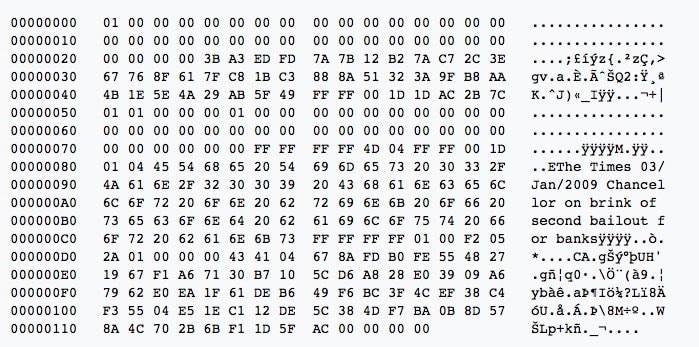 00000000 01 00 00 00 00 00 00 00 00 00 00 00 00 00 00 00 ................
00000010 00 00 00 00 00 00 00 00 00 00 00 00 00 00 00 00 ................
00000020 00 00 00 00 3B A3 ED FD 7A 7B 12 B2 7A C7 2C 3E ....;£íýz{.²zÇ,>
00000030 67 76 8F 61 7F C8 1B C3 88 8A 51 32 3A 9F B8 AA gv.a.È.ÃˆŠQ2:Ÿ¸ª
00000040 4B 1E 5E 4A 29 AB 5F 49 FF FF 00 1D 1D AC 2B 7C K.^J)«_Iÿÿ...¬+|
00000050 01 01 00 00 00 01 00 00 00 00 00 00 00 00 00 00 ................
00000060 00 00 00 00 00 00 00 00 00 00 00 00 00 00 00 00 ................
00000070 00 00 00 00 00 00 FF FF FF FF 4D 04 FF FF 00 1D ......ÿÿÿÿM.ÿÿ..
00000080 01 04 45 54 68 65 20 54 69 6D 65 73 20 30 33 2F ..EThe Times 03/
00000090 4A 61 6E 2F 32 30 30 39 20 43 68 61 6E 63 65 6C Jan/2009 Chancel
000000A0 6C 6F 72 20 6F 6E 20 62 72 69 6E 6B 20 6F 66 20 lor on brink of
000000B0 73 65 63 6F 6E 64 20 62 61 69 6C 6F 75 74 20 66 second bailout f
000000C0 6F 72 20 62 61 6E 6B 73 FF FF FF FF 01 00 F2 05 or banksÿÿÿÿ..ò.
000000D0 2A 01 00 00 00 43 41 04 67 8A FD B0 FE 55 48 27 *....CA.gŠý°þUH'
000000E0 19 67 F1 A6 71 30 B7 10 5C D6 A8 28 E0 39 09 A6 .gñ¦q0·.\Ö¨(à9.¦
000000F0 79 62 E0 EA 1F 61 DE B6 49 F6 BC 3F 4C EF 38 C4 ybàê.aÞ¶Iö¼?Lï8Ä
00000100 F3 55 04 E5 1E C1 12 DE 5C 38 4D F7 BA 0B 8D 57 óU.å.Á.Þ\8M÷º..W
00000110 8A 4C 70 2B 6B F1 1D 5F AC 00 00 00 00 ŠLp+kñ._¬....